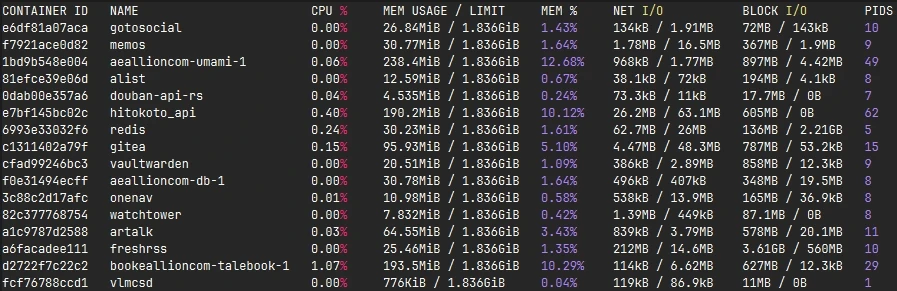 CONTAINER ID NAME CPU % MEM USAGE / LIMIT MEM % NET I/O BLOCK I/O PIDS
e6df81a07aca gotosocial 0.00% 26.84MiB / 1.836GiB 1.43% 134kB / 1.91MB 72MB / 143kB 10
f7921ace0d82 memos 0.00% 30.77MiB / 1.836GiB 1.64% 1.78MB / 16.5MB 367MB / 1.9MB 9
1bd9b548e004 aeallioncom-umami-1 0.06% 238.4MiB / 1.836GiB 12.68% 968kB / 1.77MB 897MB / 4.42MB 49
81efce39e06d alist 0.00% 12.59MiB / 1.836GiB 0.67% 38.1kB / 72kB 194MB / 4.1kB 8
0dab00e357a6 douban-api-rs 0.04% 4.535MiB / 1.836GiB 0.24% 73.3kB / 11kB 17.7MB / 0B 7
e7bf145bc02c hitokoto_api 0.40% 190.2MiB / 1.836GiB 10.12% 26.2MB / 63.1MB 605MB / 0B 62
6993e33032f6 redis 0.24% 30.23MiB / 1.836GiB 1.61% 62.7MB / 26MB 136MB / 2.21GB 5
c1311402a79f gitea 0.15% 95.93MiB / 1.836GiB 5.10% 4.47MB / 48.3MB 787MB / 53.2kB 15
cfad99246bc3 vaultwarden 0.00% 20.51MiB / 1.836GiB 1.09% 386kB / 2.89MB 858MB / 12.3kB 9
f0e31494ecff aeallioncom-db-1 0.00% 30.78MiB / 1.836GiB 1.64% 496kB / 407kB 348MB / 19.5MB 8
3c88c2d17afc onenav 0.01% 10.98MiB / 1.836GiB 0.58% 538kB / 13.9MB 165MB / 36.9kB 8
82c377768754 watchtower 0.00% 7.832MiB / 1.836GiB 0.42% 1.39MB / 449kB 87.1MB / 0B 8
a1c9787d2588 artalk 0.03% 64.55MiB / 1.836GiB 3.43% 839kB / 3.79MB 578MB / 20.1MB 11
a6facadee111 freshrss 0.00% 25.46MiB / 1.836GiB 1.35% 212MB / 14.6MB 3.61GB / 560MB 10
d2722f7c22c2 bookeallioncom-talebook-1 1.07% 193.5MiB / 1.836GiB 10.29% 114kB / 6.62MB 627MB / 12.3kB 29
fcf76788ccd1 vlmcsd 0.00% 776KiB / 1.836GiB 0.04% 119kB / 86.9kB 11MB / 0B 1